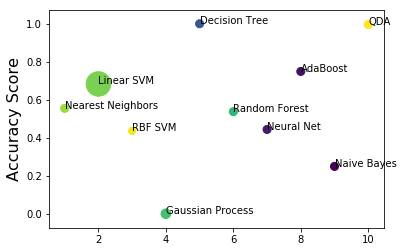 Accuracy Score
1.0
0.8
0.6
0.4
0.2
0.0
Decision Tree
QDA
AdaBoost
Linear SVM
Nearest Neighbors
Random Forest
RBF SVM
Neural Net
Naive Bayes
Gaussian Process
2
4
6
8
10